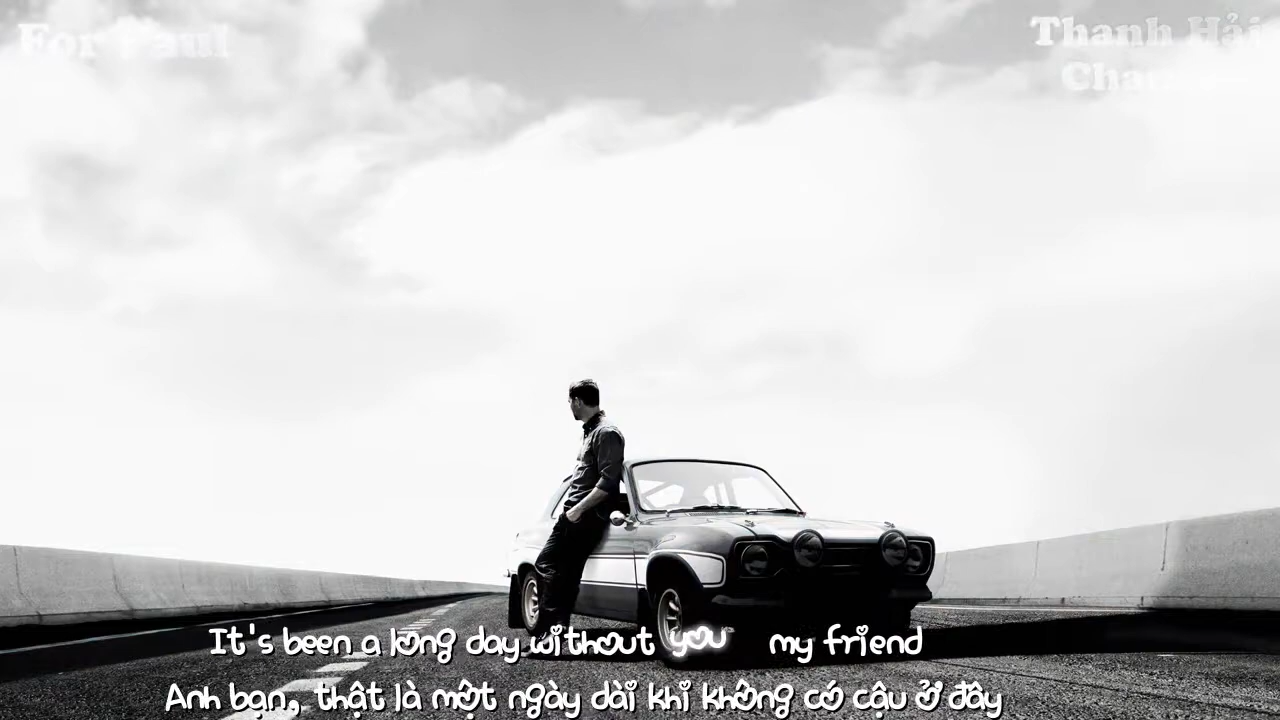 For Paul
Thanh Hải
It's been a long day without you my friend
Anh bạn, thật là một ngày dài khi không có cậu ở đây